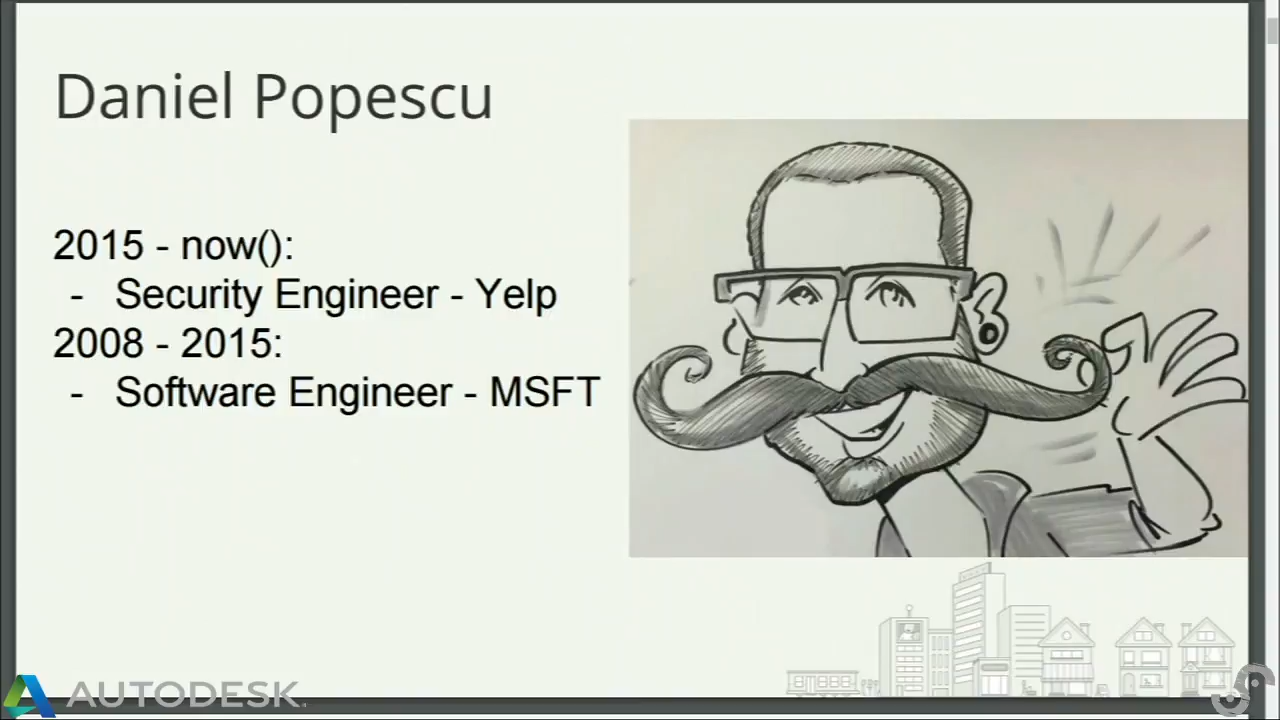 Daniel Popescu
2015 - now():
- Security Engineer - Yelp
2008 - 2015:
- Software Engineer - MSFT
AUTODESK.